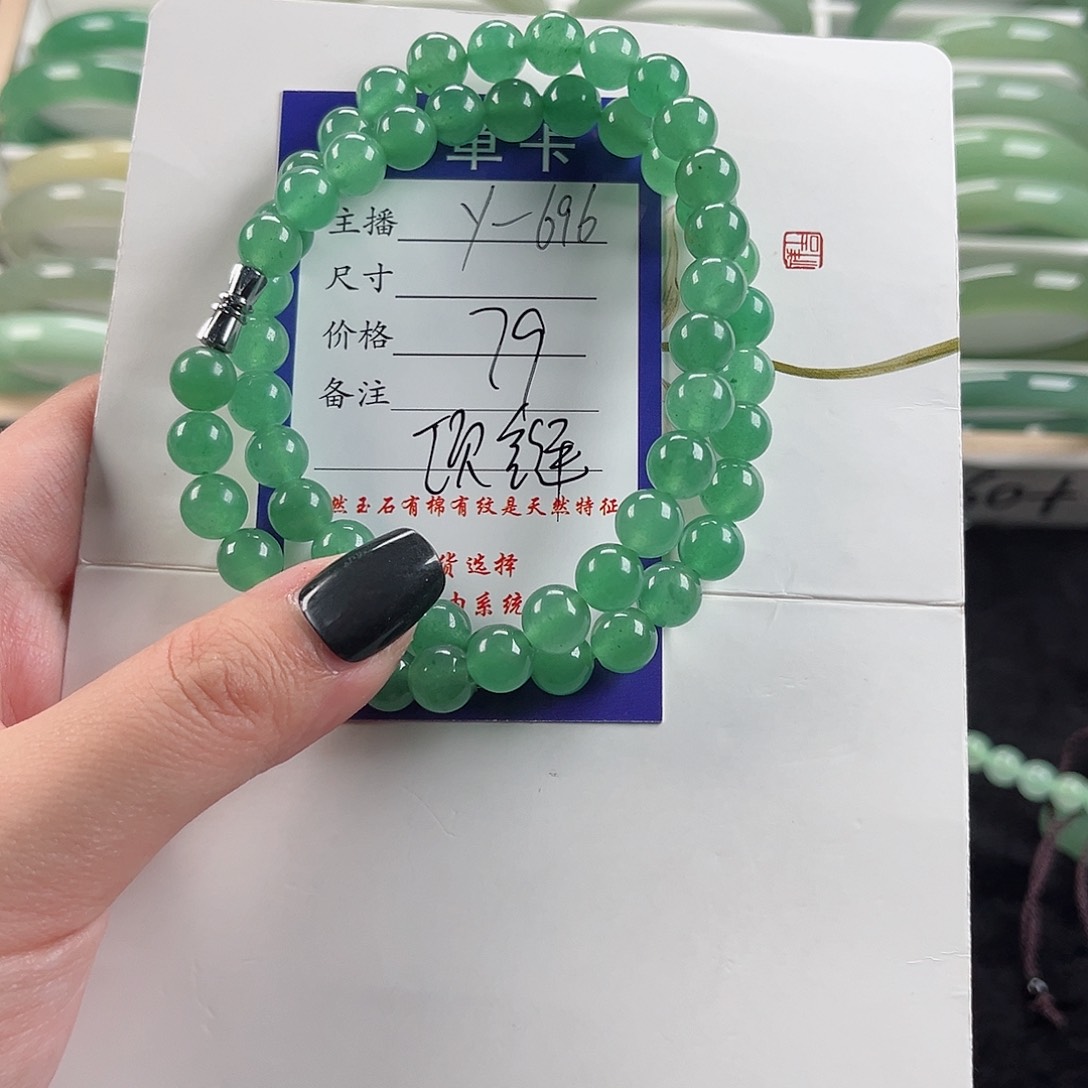 单卡
主播 Y-696
尺寸
价格 79
备注
项链
然玉石有棉有纹是天然特征
货选择
力系统
60+